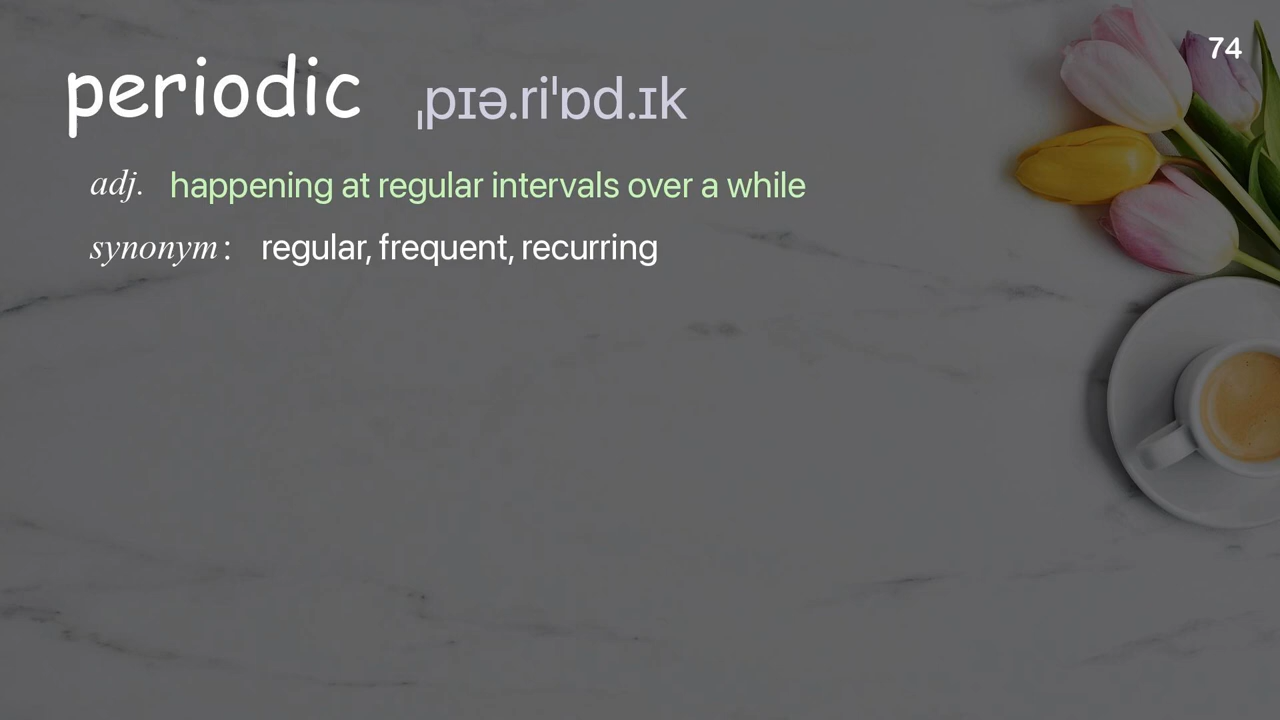 74
periodic ˌpɪə.riˈɒd.ɪk
adj. happening at regular intervals over a while
synonym: regular, frequent, recurring